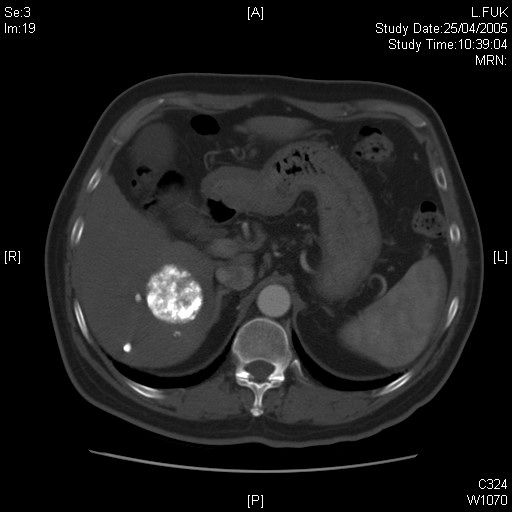 Se:3
Im:19
[A]
L.FUK
Study Date:25/04/2005
Study Time:10:39:04
MRN:
[R]
[L]
[P]
C324
W1070